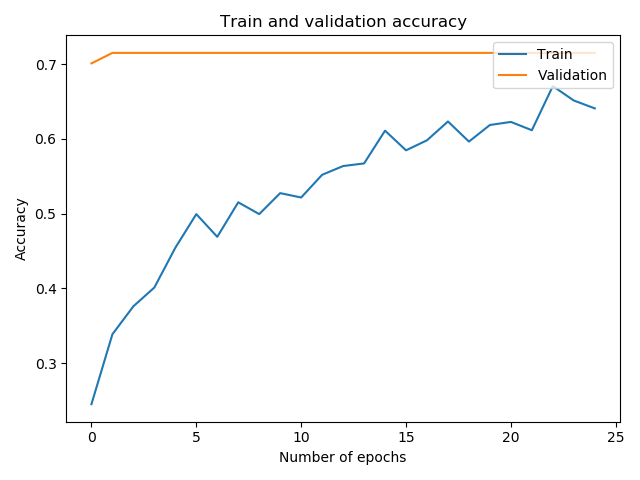 Train and validation accuracy
Train
Validation
0.7
0.6
0.5
0.4
0.3
Accuracy
0
5
10
15
20
25
Number of epochs